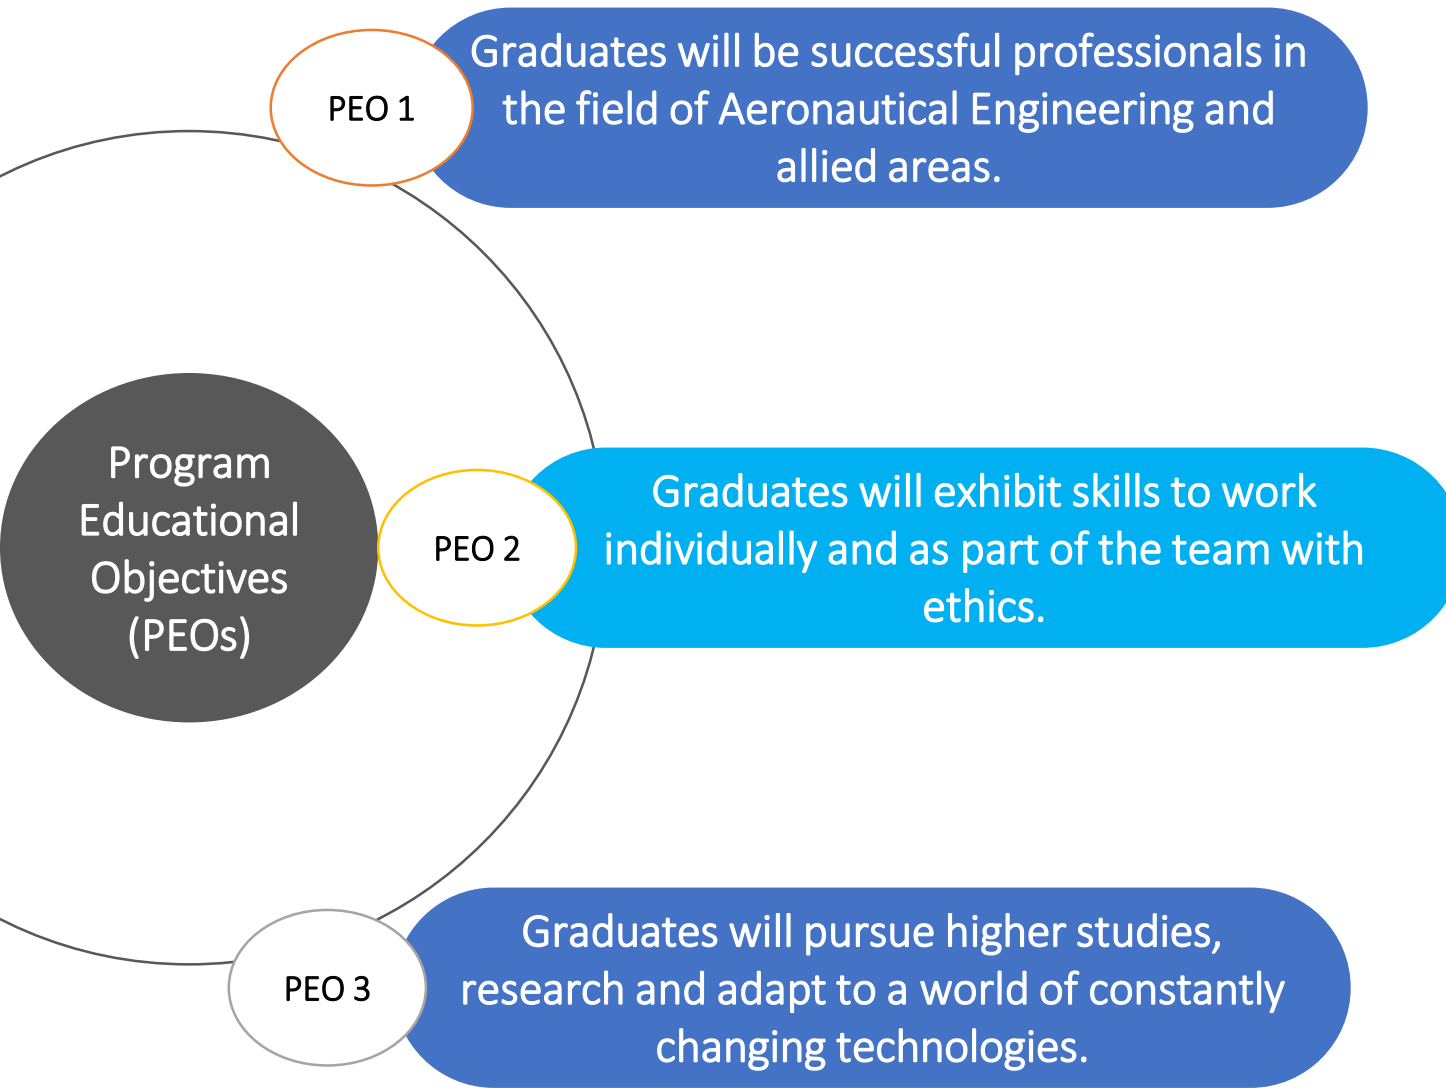 PEO 1
Graduates will be successful professionals in
the field of Aeronautical Engineering and
allied areas.
Program
Educational
Objectives
(PEOs)
PEO 2
Graduates will exhibit skills to work
individually and as part of the team with
ethics.
PEO 3
Graduates will pursue higher studies,
research and adapt to a world of constantly
changing technologies.